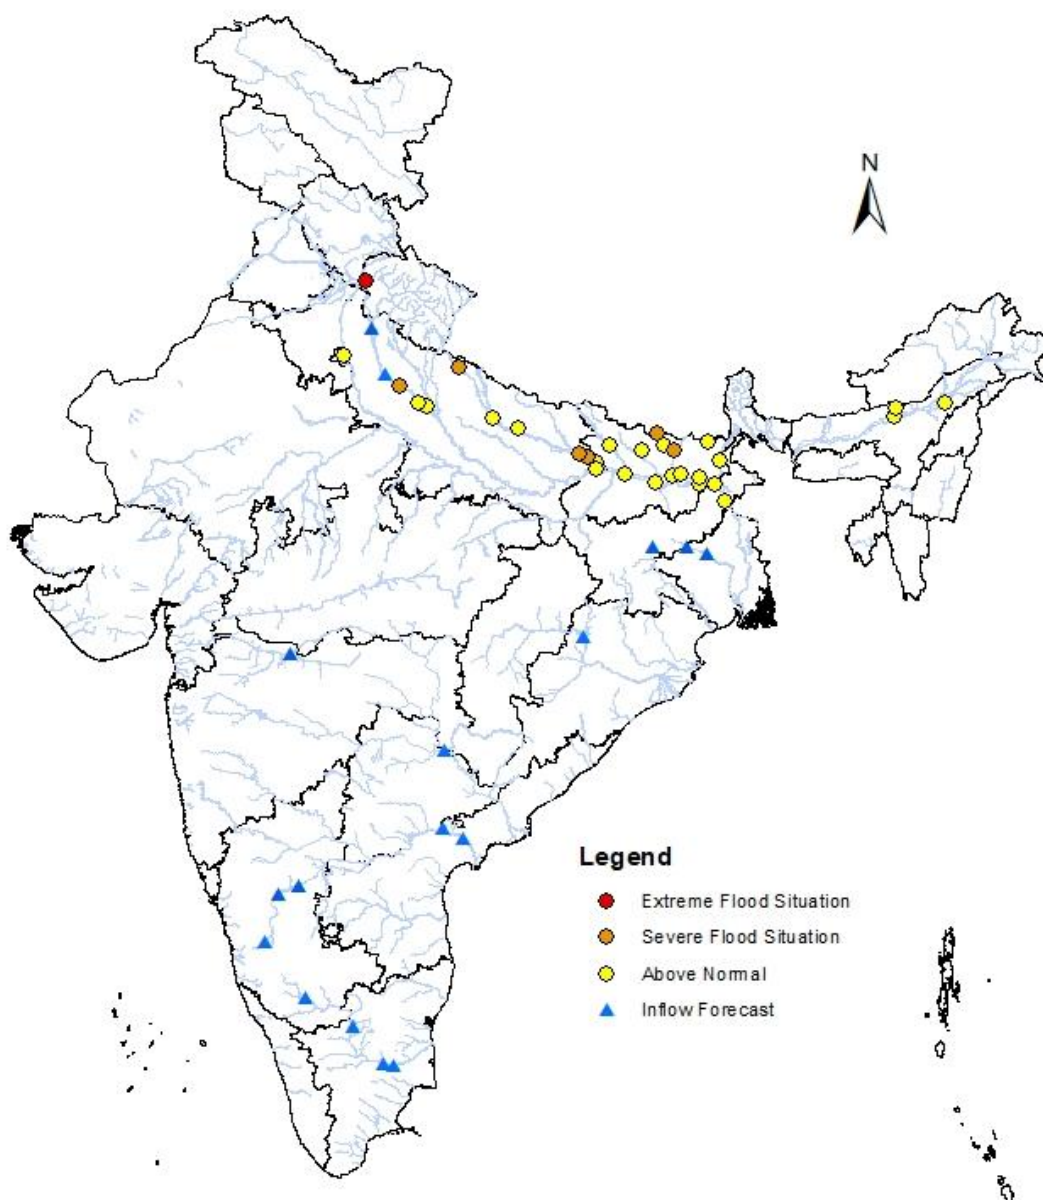 N
Legend
Extreme Flood Situation
Severe Flood Situation
Above Normal
Inflow Forecast